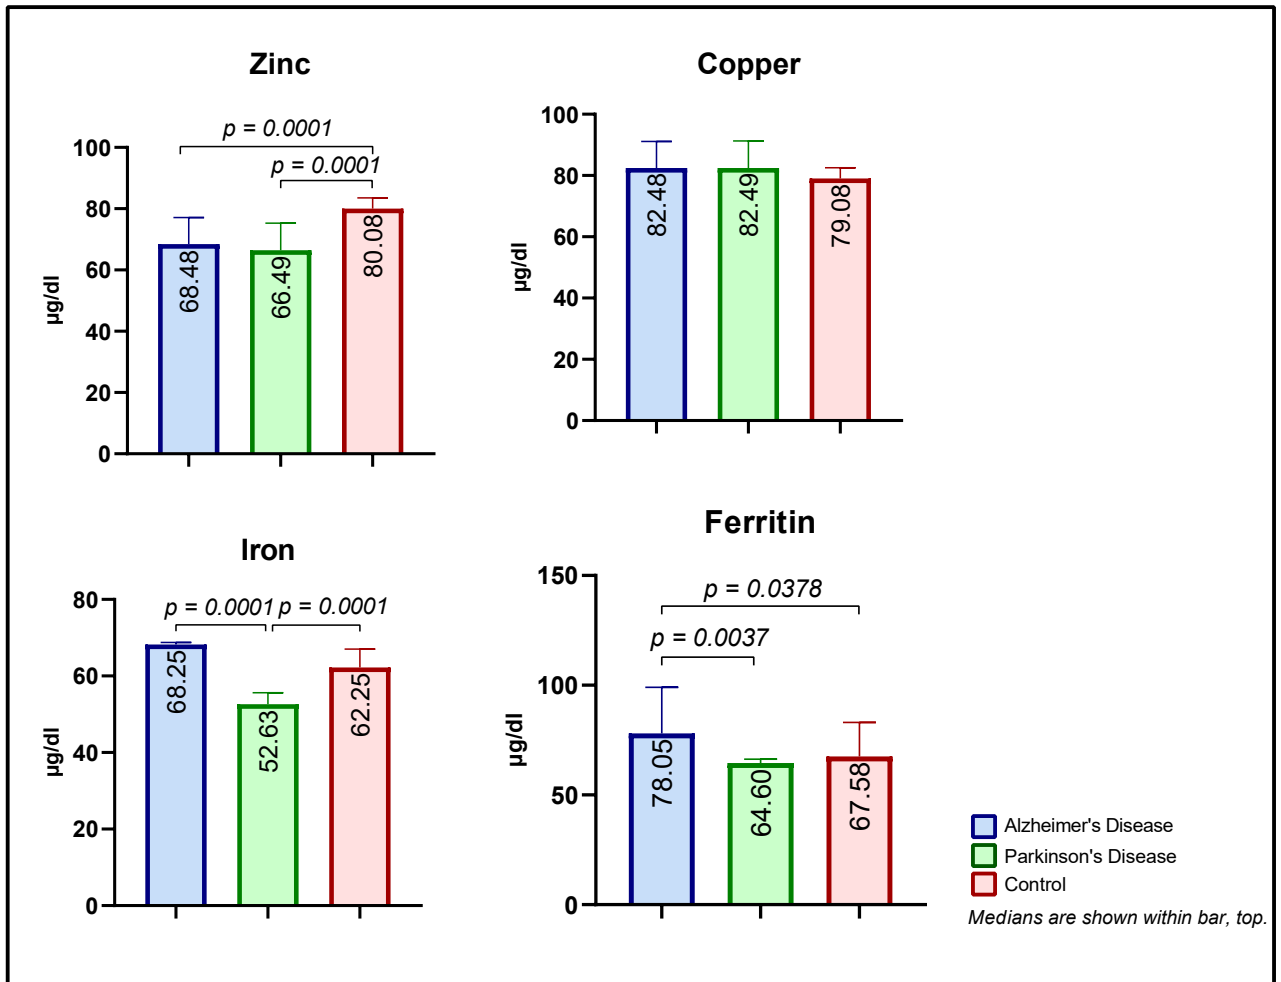 Zinc
p = 0.0001
p = 0.0001
100
80
60
40
20
0
µg/dl
68.48
66.49
80.08
Copper
100
80
60
40
20
0
µg/dl
82.48
82.49
79.08
Iron
p = 0.0001
p = 0.0001
80
60
40
20
0
µg/dl
68.25
52.63
62.25
Ferritin
p = 0.0378
p = 0.0037
150
100
50
0
µg/dl
78.05
64.60
67.58
Alzheimer's Disease
Parkinson's Disease
Control
Medians are shown within bar, top.